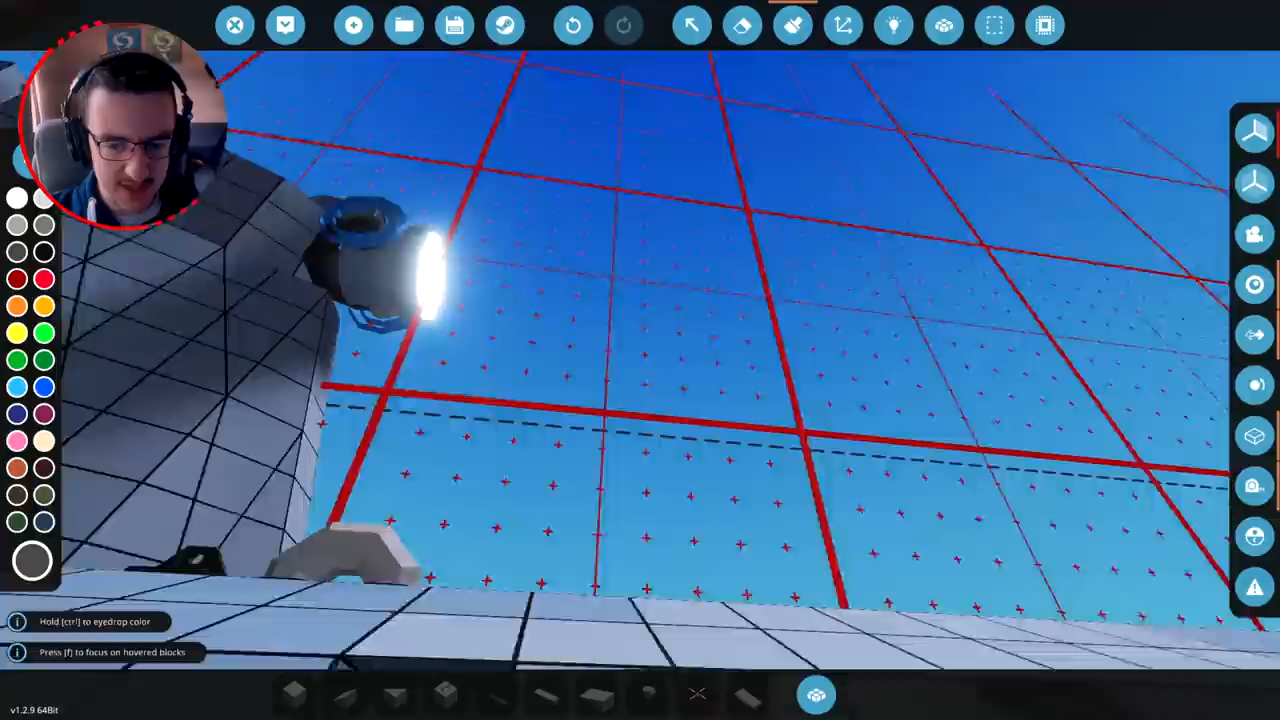 Hold [ctrl] to eyedrop color
Press [f] to focus on hovered blocks
v1.2.9 64Bit